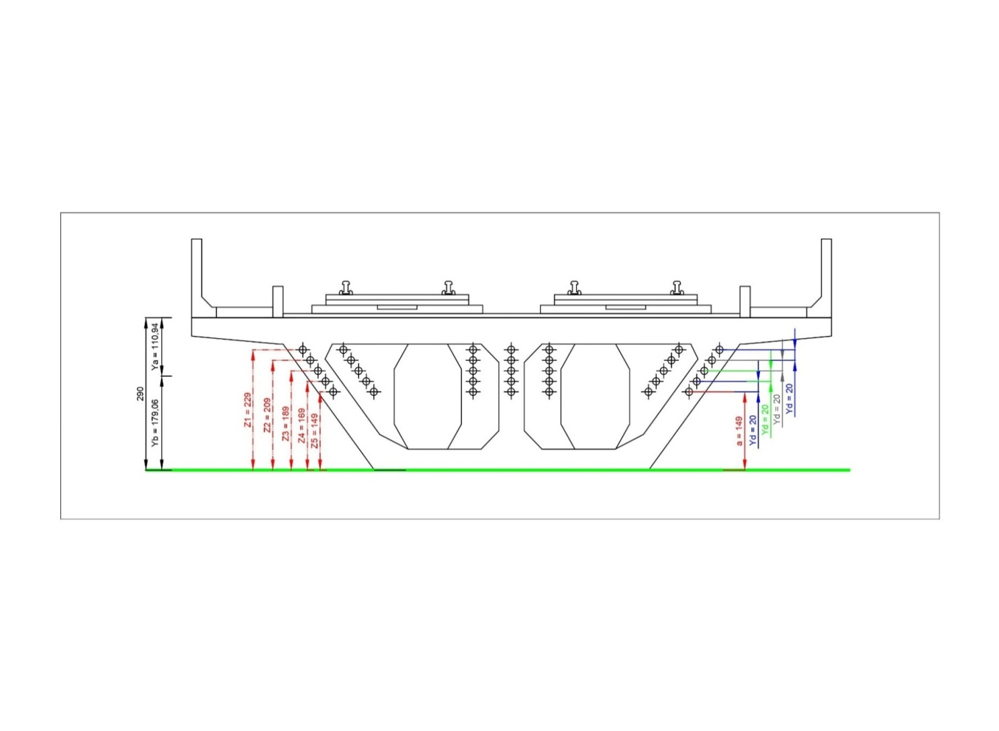 290
Ya = 110,94
Yb = 179,06
Z1 = 229
Z2 = 209
Z3 = 189
Z4 = 169
Z5 = 149
a = 149
Yd = 20
Yd = 20
Yd = 20
Yd = 20